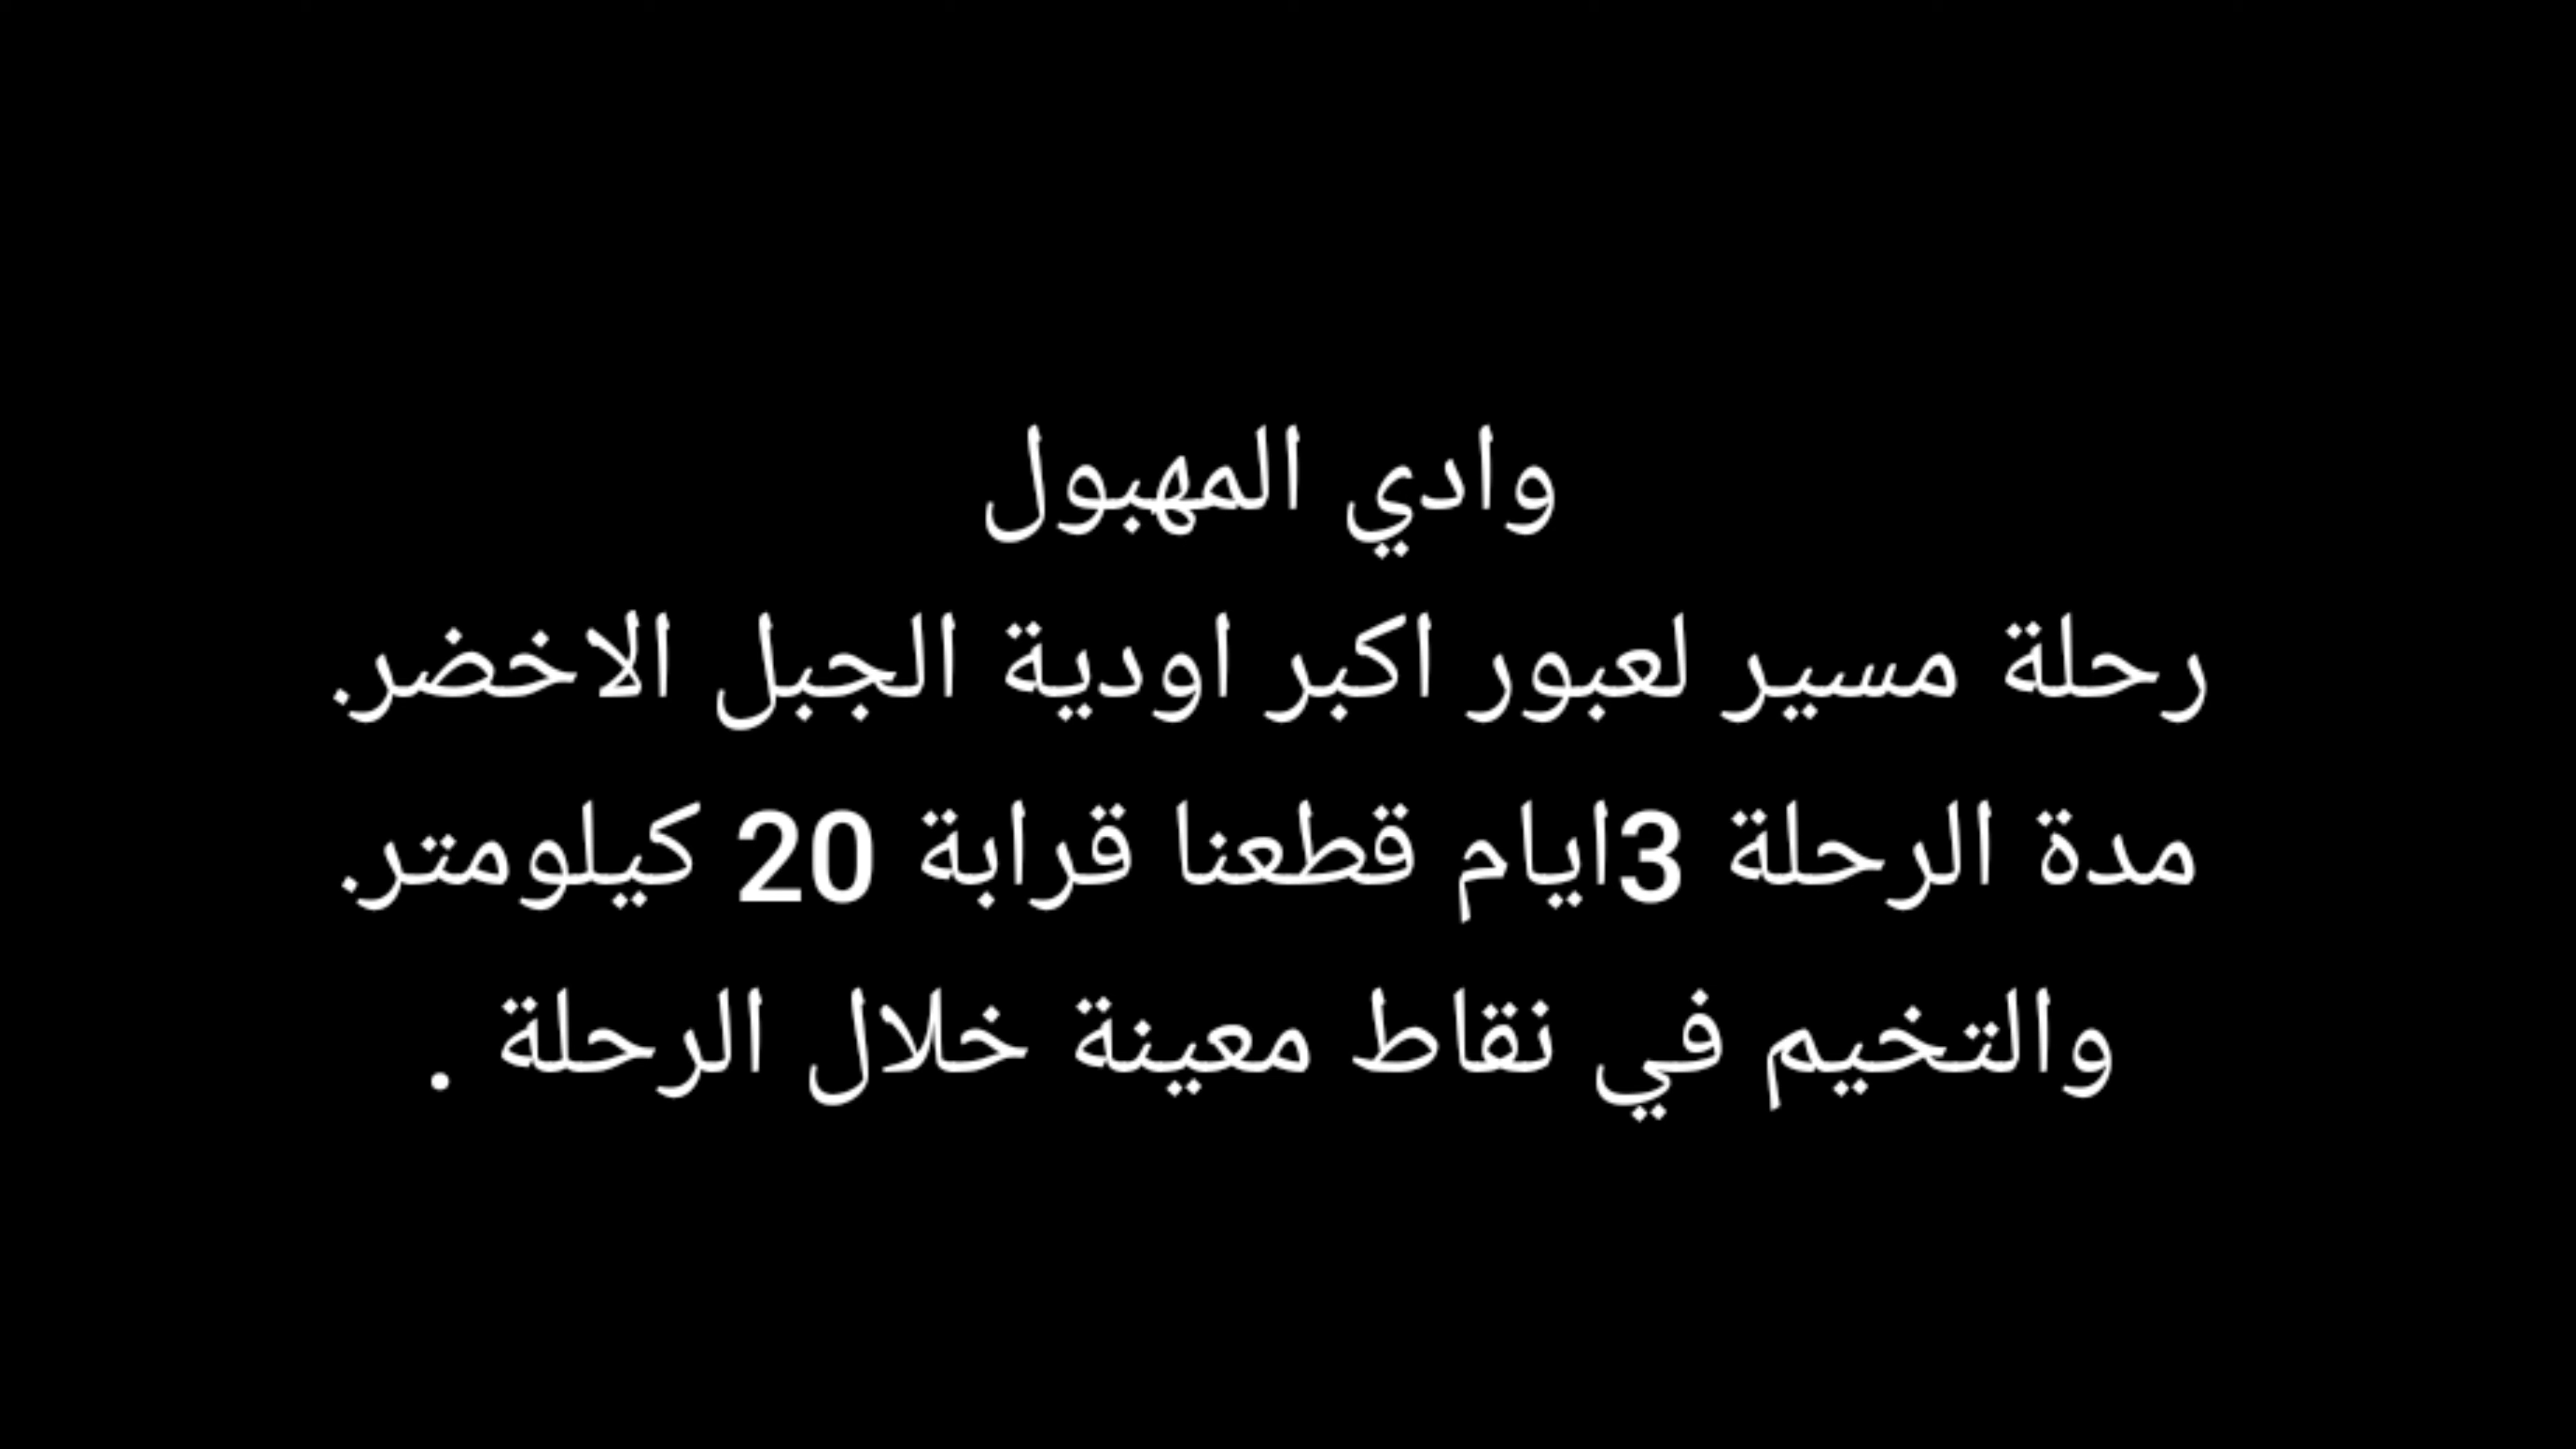 وادي المهبول
رحلة مسير لعبور اكبر اودية الجبل الاخضر.
مدة الرحلة 3ايام قطعنا قرابة 20 كيلومتر.
والتخيم في نقاط معينة خلال الرحلة .